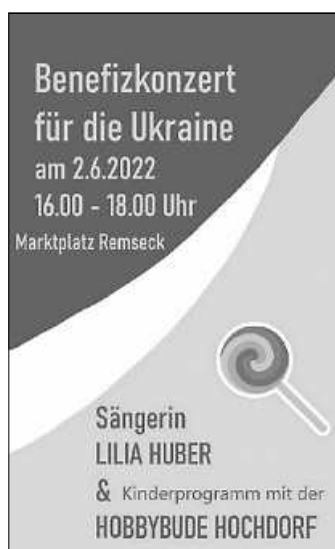 Benefizkonzert
für die Ukraine
am 2.6.2022
16.00 - 18.00 Uhr
Marktplatz Remseck
Sängerin
LILIA HUBER
& Kinderprogramm mit der
HOBBYBUDE HOCHDORF